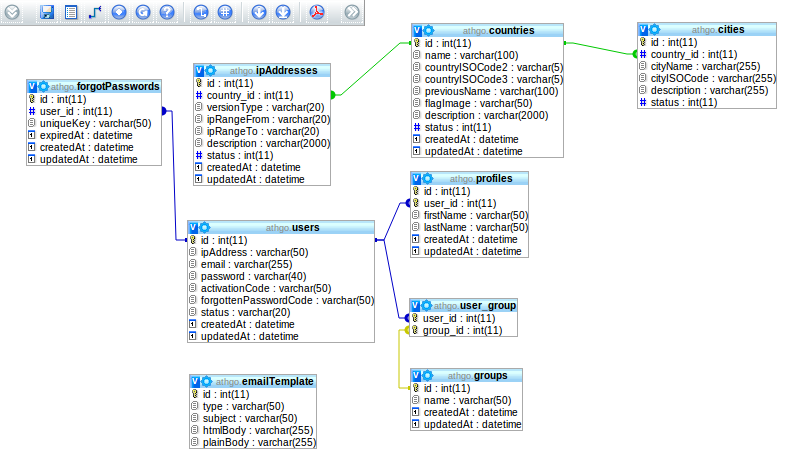 athgo.forgotPasswords
id : int(11)
user_id : int(11)
uniqueKey : varchar(50)
expiredAt : datetime
createdAt : datetime
updatedAt : datetime
athgo.ipAddresses
id : int(11)
country_id : int(11)
versionType : varchar(20)
ipRangeFrom : varchar(20)
ipRangeTo : varchar(20)
description : varchar(2000)
status : int(11)
createdAt : datetime
updatedAt : datetime
athgo.countries
id : int(11)
name : varchar(100)
countryISOCode2 : varchar(5)
countryISOCode3 : varchar(5)
previousName : varchar(100)
flagImage : varchar(50)
description : varchar(2000)
status : int(11)
createdAt : datetime
updatedAt : datetime
athgo.cities
id : int(11)
country_id : int(11)
cityName : varchar(255)
cityISOCode : varchar(255)
description : varchar(255)
status : int(11)
athgo.users
id : int(11)
ipAddress : varchar(50)
email : varchar(255)
password : varchar(40)
activationCode : varchar(50)
forgottenPasswordCode : varchar(50)
status : varchar(20)
createdAt : datetime
updatedAt : datetime
athgo.profiles
id : int(11)
user_id : int(11)
firstName : varchar(50)
lastName : varchar(50)
createdAt : datetime
updatedAt : datetime
athgo.user_group
user_id : int(11)
group_id : int(11)
athgo.emailTemplate
id : int(11)
type : varchar(50)
subject : varchar(50)
htmlBody : varchar(255)
plainBody : varchar(255)
athgo.groups
id : int(11)
name : varchar(50)
createdAt : datetime
updatedAt : datetime